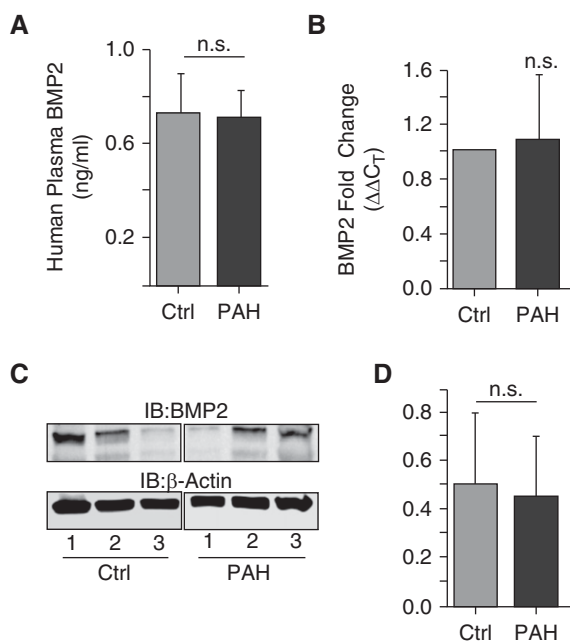 A
Human Plasma BMP2
(ng/ml)
1.0
0.6
0.2
n.s.
Ctrl
PAH
B
BMP2 Fold Change
(ΔΔCT)
1.6
1.2
0.8
0.4
0.0
n.s.
Ctrl
PAH
C
IB:BMP2
IB:β-Actin
1 2 3 1 2 3
Ctrl PAH
D
0.8
0.6
0.4
0.2
0.0
n.s.
Ctrl
PAH